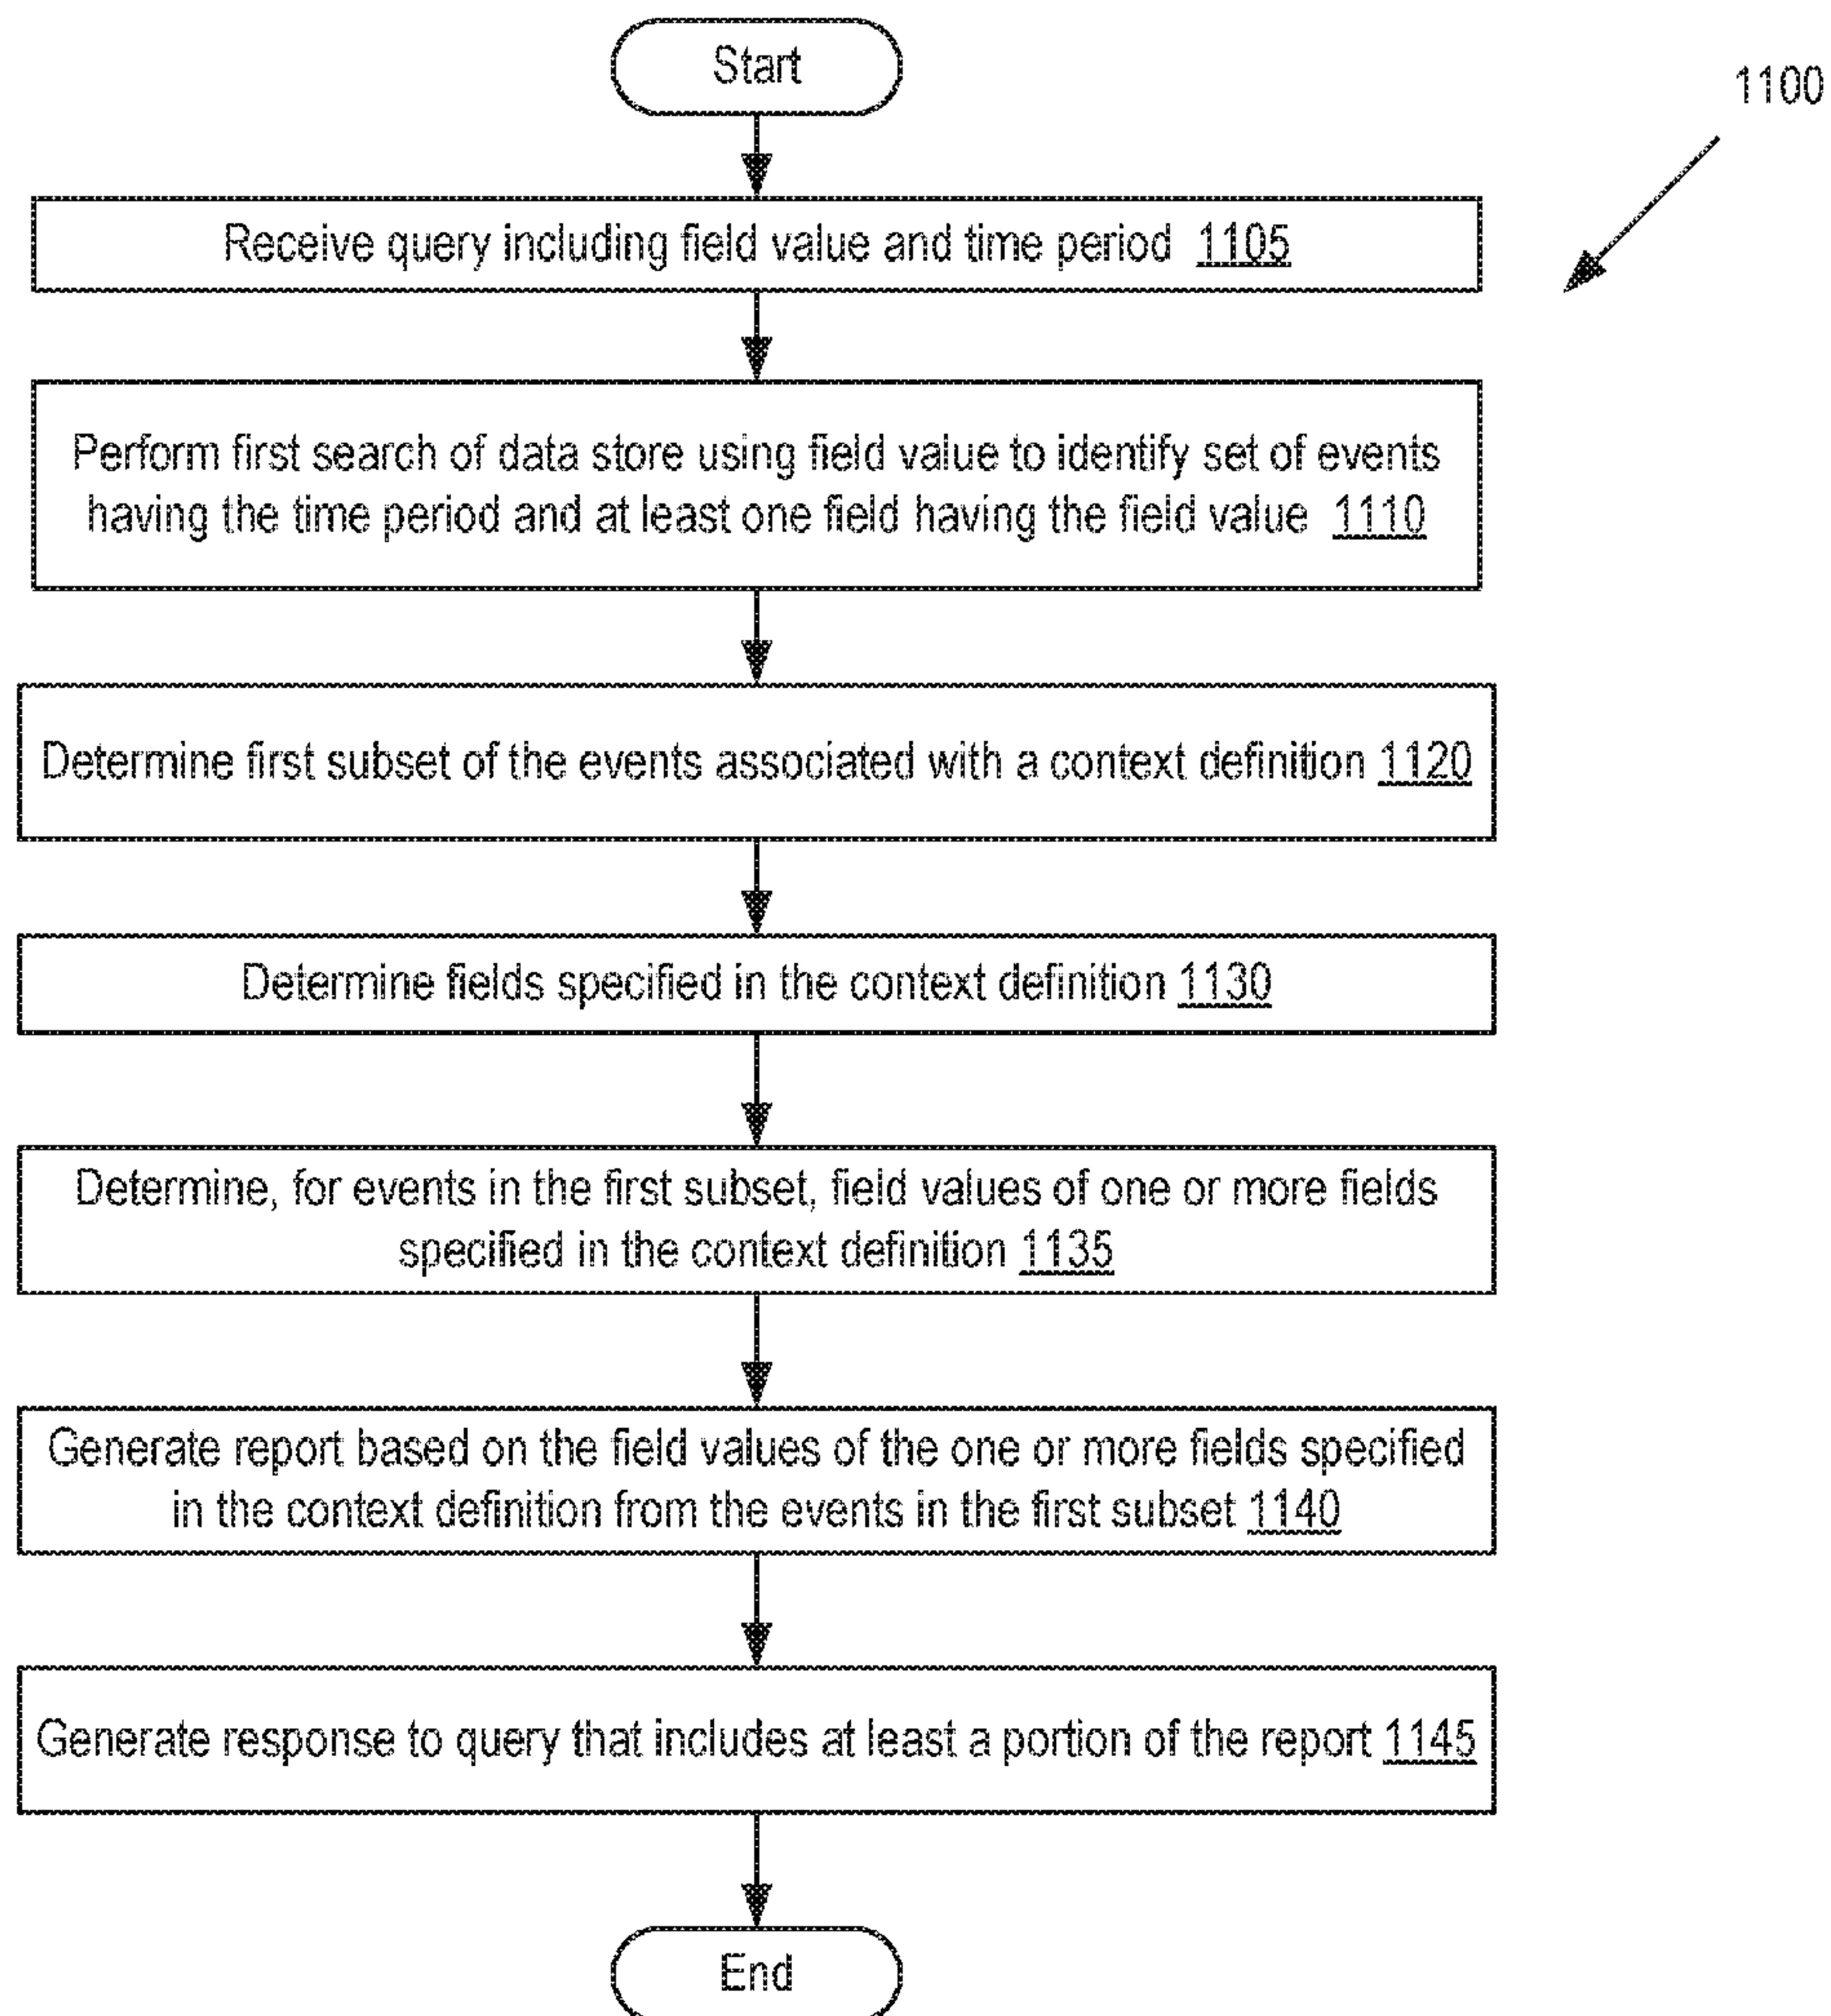 Start
1100
Receive query including field value and time period 1105
Perform first search of data store using field value to identify set of events
having the time period and at least one field having the field value 1110
Determine first subset of the events associated with a context definition 1120
Determine fields specified in the context definition 1130
Determine, for events in the first subset, field values of one or more fields
specified in the context definition 1135
Generate report based on the field values of the one or more fields specified
in the context definition from the events in the first subset 1140
Generate response to query that includes at least a portion of the report 1145
End